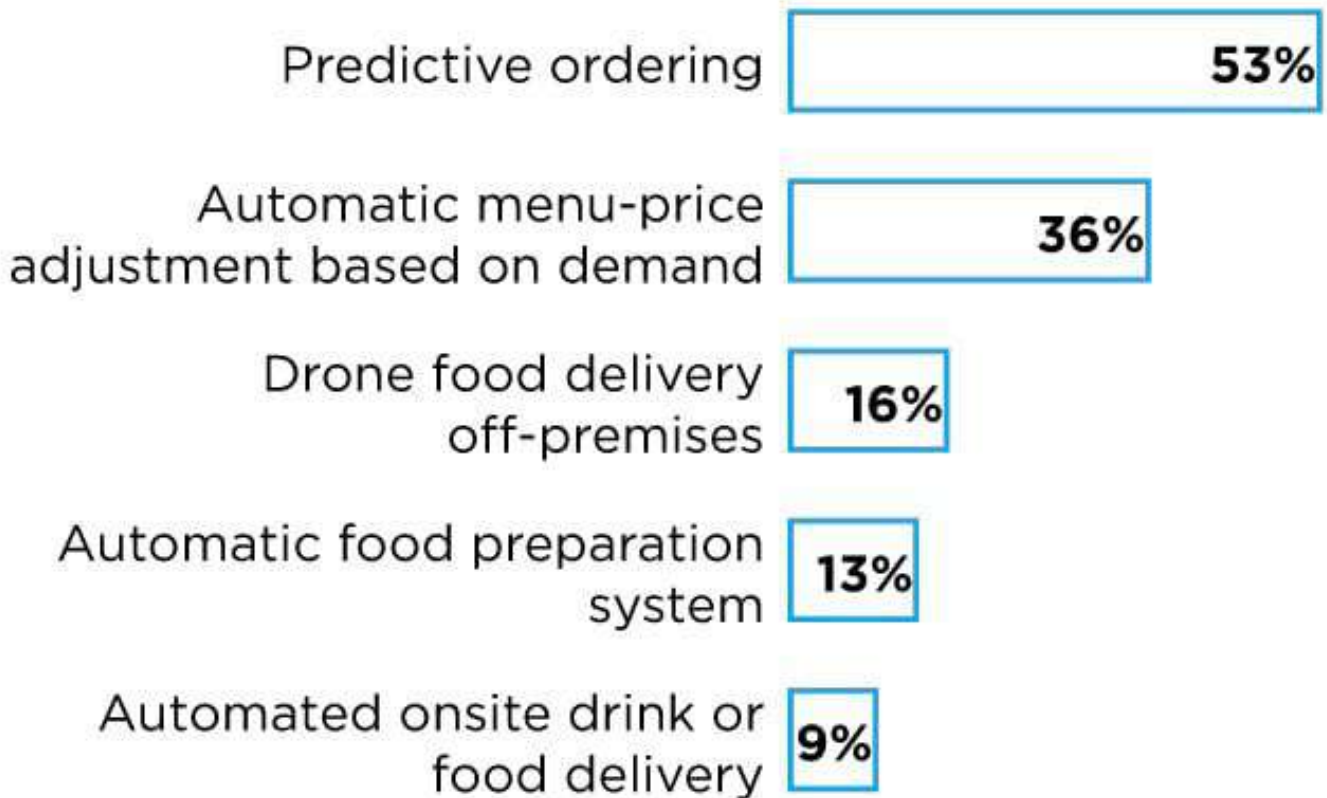 Predictive ordering
53%
Automatic menu-price
adjustment based on demand
36%
Drone food delivery
off-premises
16%
Automatic food preparation
system
13%
Automated onsite drink or
food delivery
9%